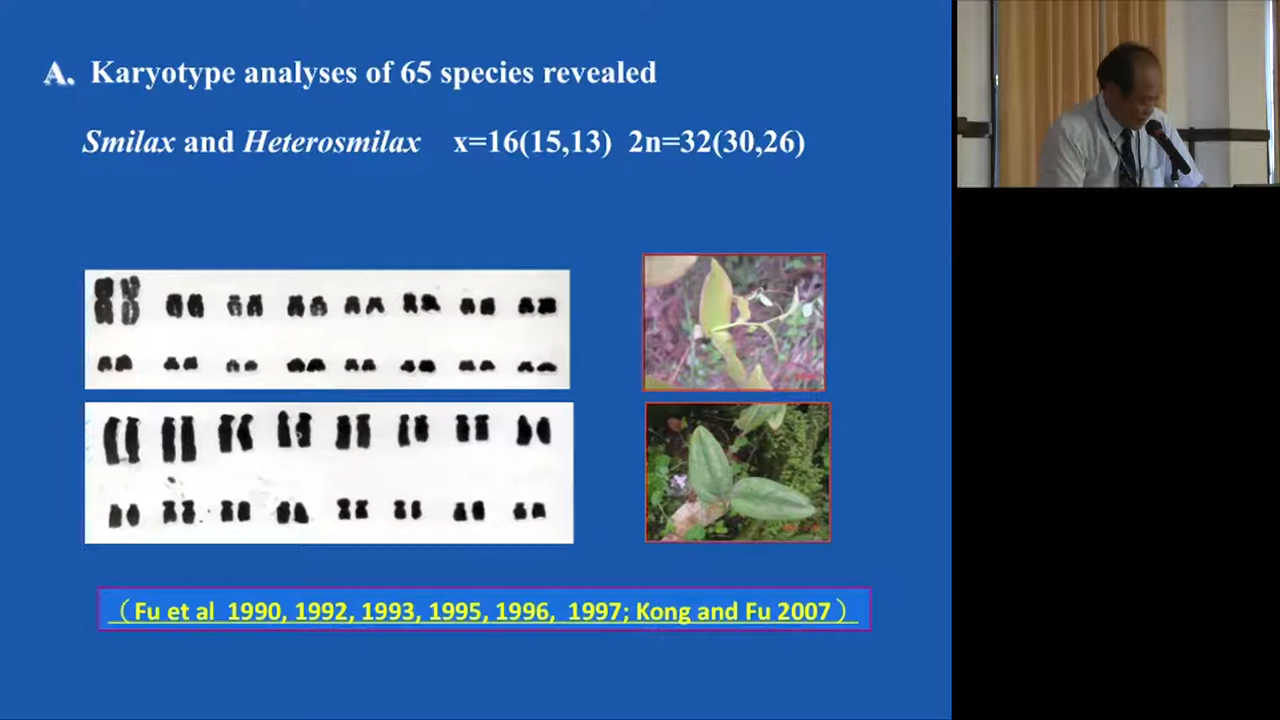 A. Karyotype analyses of 65 species revealed
Smilax and Heterosmilax x=16(15,13) 2n=32(30,26)
（Fu et al 1990, 1992, 1993, 1995, 1996, 1997; Kong and Fu 2007）